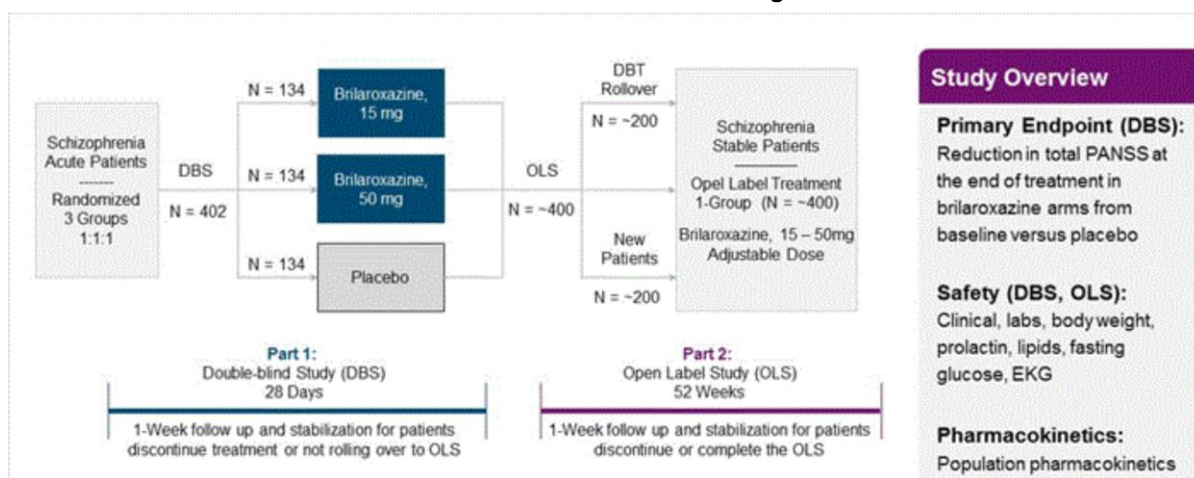 Schizophrenia
Acute Patients
-------
Randomized
3 Groups
1:1:1
DBS
N = 402
N = 134
Brilaroxazine,
15 mg
N = 134
Brilaroxazine,
50 mg
N = 134
Placebo
OLS
N = ~400
DBT
Rollover
N = ~200
New
Patients
N = ~200
Schizophrenia
Stable Patients
Opel Label Treatment
1-Group (N = ~400)
Brilaroxazine, 15 – 50mg
Adjustable Dose
Part 1:
Double-blind Study (DBS)
28 Days
1-Week follow up and stabilization for patients
discontinue treatment or not rolling over to OLS
Part 2:
Open Label Study (OLS)
52 Weeks
1-Week follow up and stabilization for patients
discontinue or complete the OLS
Study Overview
Primary Endpoint (DBS):
Reduction in total PANSS at
the end of treatment in
brilaroxazine arms from
baseline versus placebo
Safety (DBS, OLS):
Clinical, labs, body weight,
prolactin, lipids, fasting
glucose, EKG
Pharmacokinetics:
Population pharmacokinetics